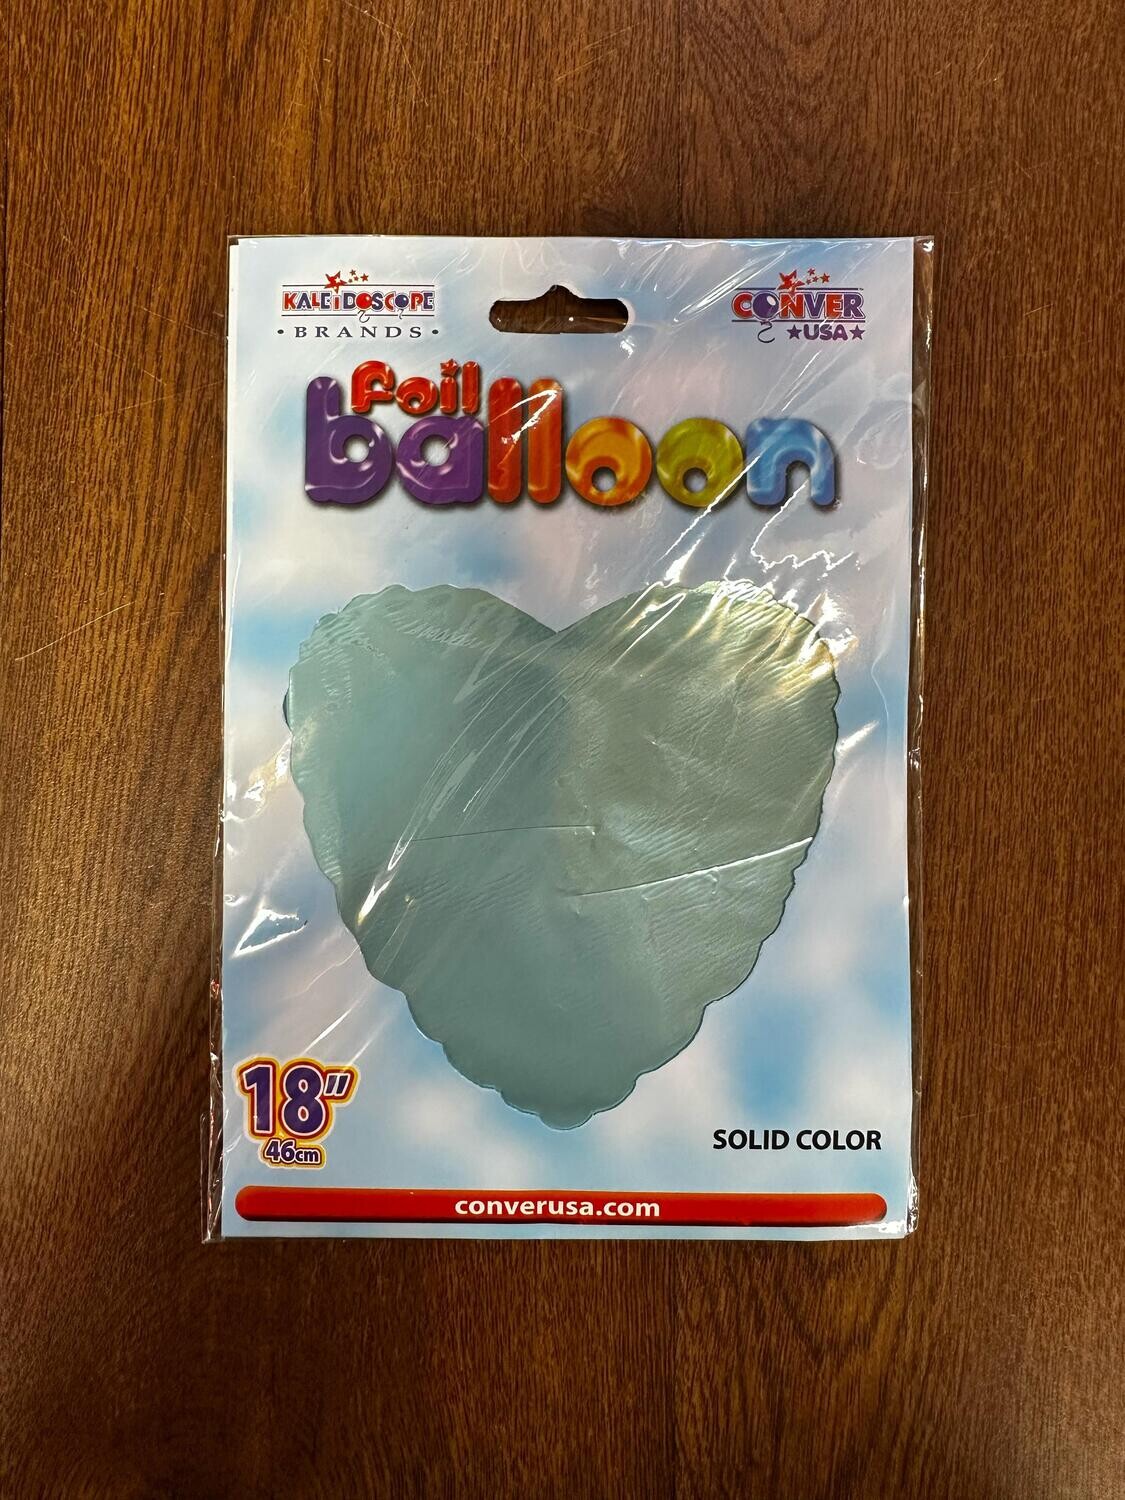 KALEIDOSCOPE
• BRANDS •
CONVER
USA
foil
balloon
18"
46cm
SOLID COLOR
converusa.com